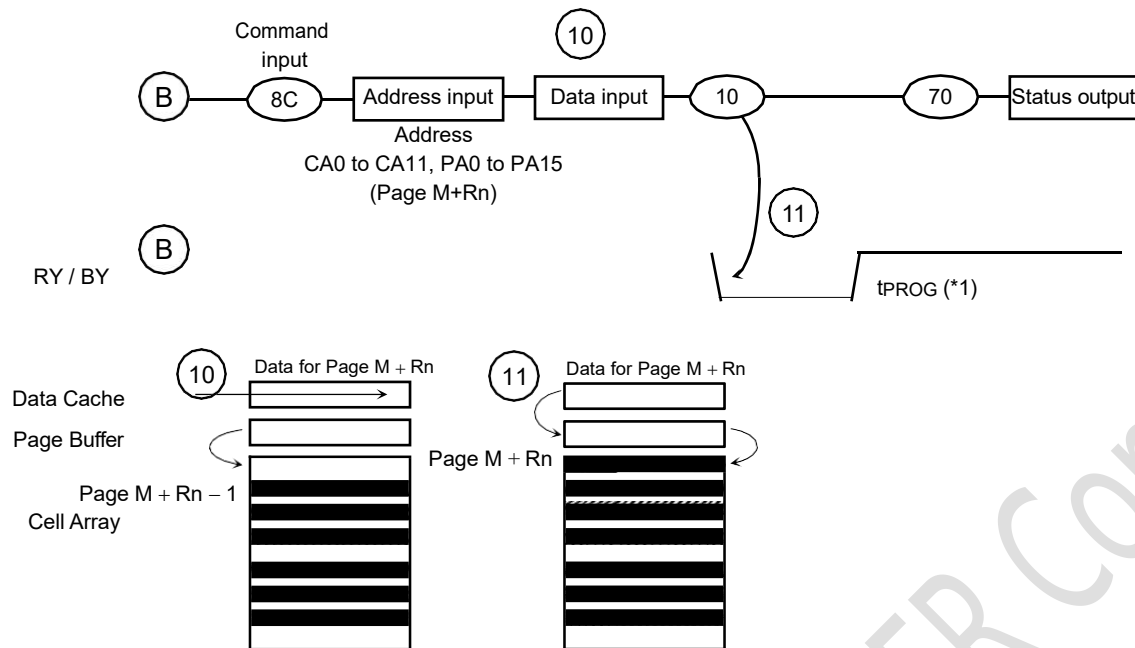 Command
input
10
B
8C
Address input
Data input
10
70
Status output
Address
CA0 to CA11, PA0 to PA15
(Page M+Rn)
11
B
RY / BY
tPROG (*1)
10
Data for Page M + Rn
11
Data for Page M + Rn
Data Cache
Page Buffer
Page M + Rn
Page M + Rn − 1
Cell Array